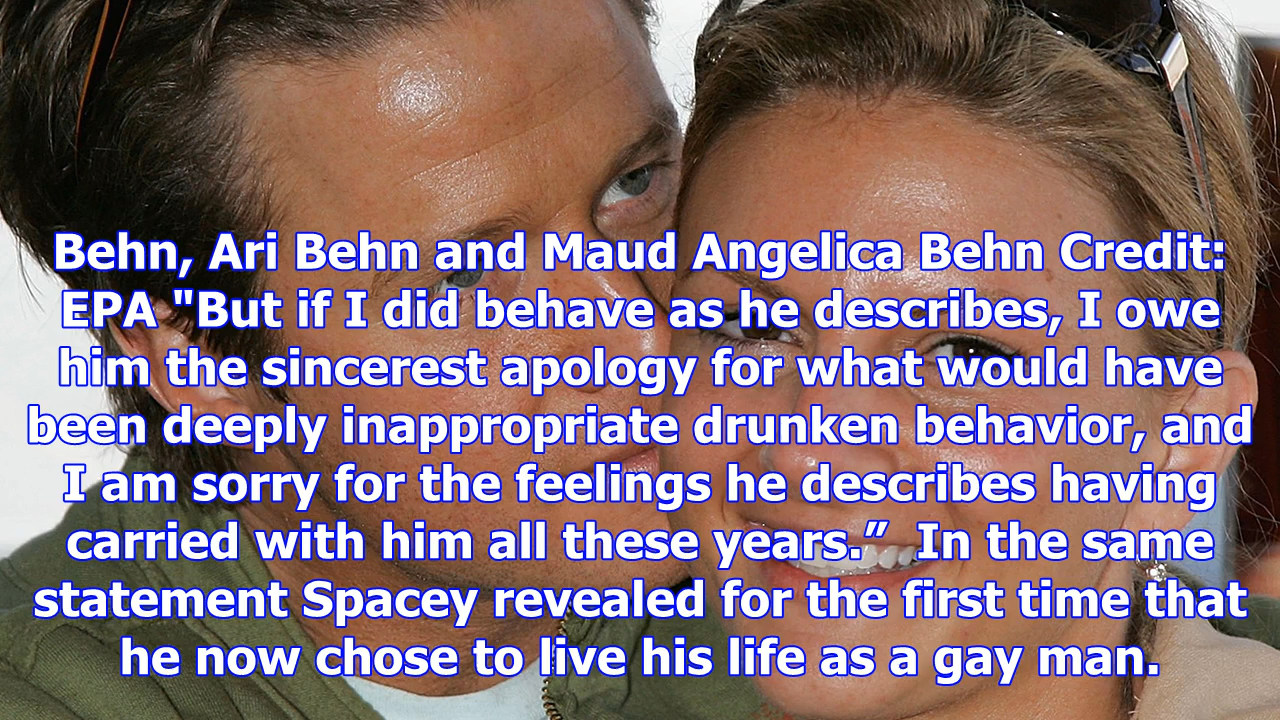 Behn, Ari Behn and Maud Angelica Behn Credit:
EPA "But if I did behave as he describes, I owe
him the sincerest apology for what would have
been deeply inappropriate drunken behavior, and
I am sorry for the feelings he describes having
carried with him all these years.”  In the same
statement Spacey revealed for the first time that
he now chose to live his life as a gay man.